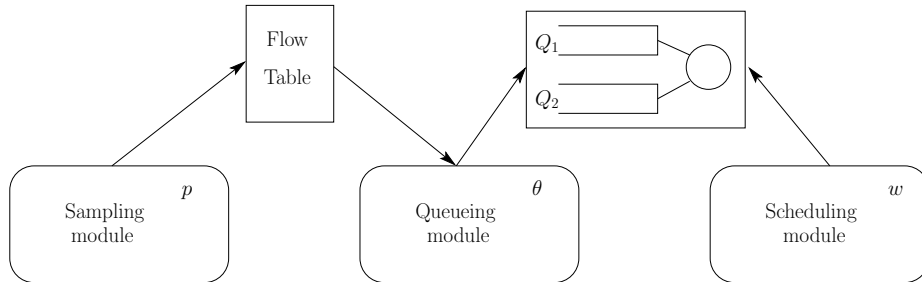 Flow
Table
Q₁
Q₂
p
Sampling
module
θ
Queueing
module
w
Scheduling
module